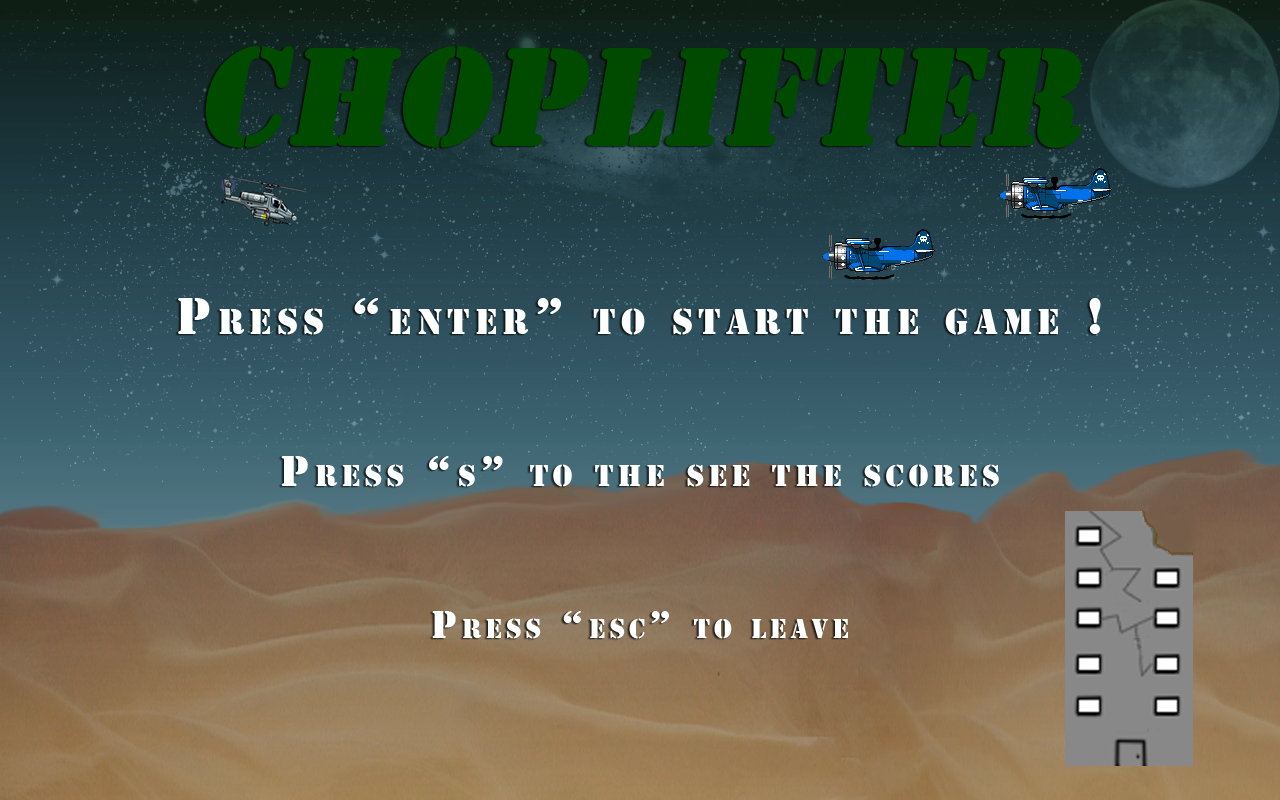 CHOPLIFTER
Press “enter” to start the game !
Press “s” to the see the scores
Press “esc” to leave